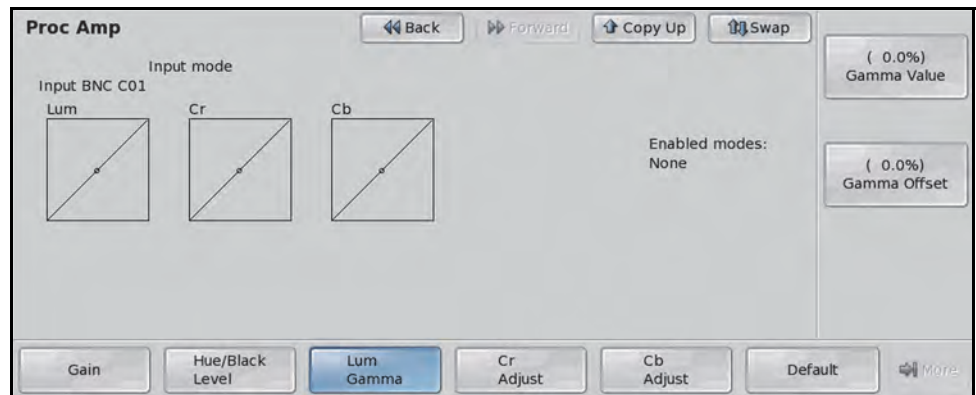 Proc Amp
Back
Forward
Copy Up
Swap
( 0.0%)
Gamma Value
Input mode
Input BNC C01
Lum
Cr
Cb
Enabled modes:
None
( 0.0%)
Gamma Offset
Gain
Hue/Black
Level
Lum
Gamma
Cr
Adjust
Cb
Adjust
Default
More